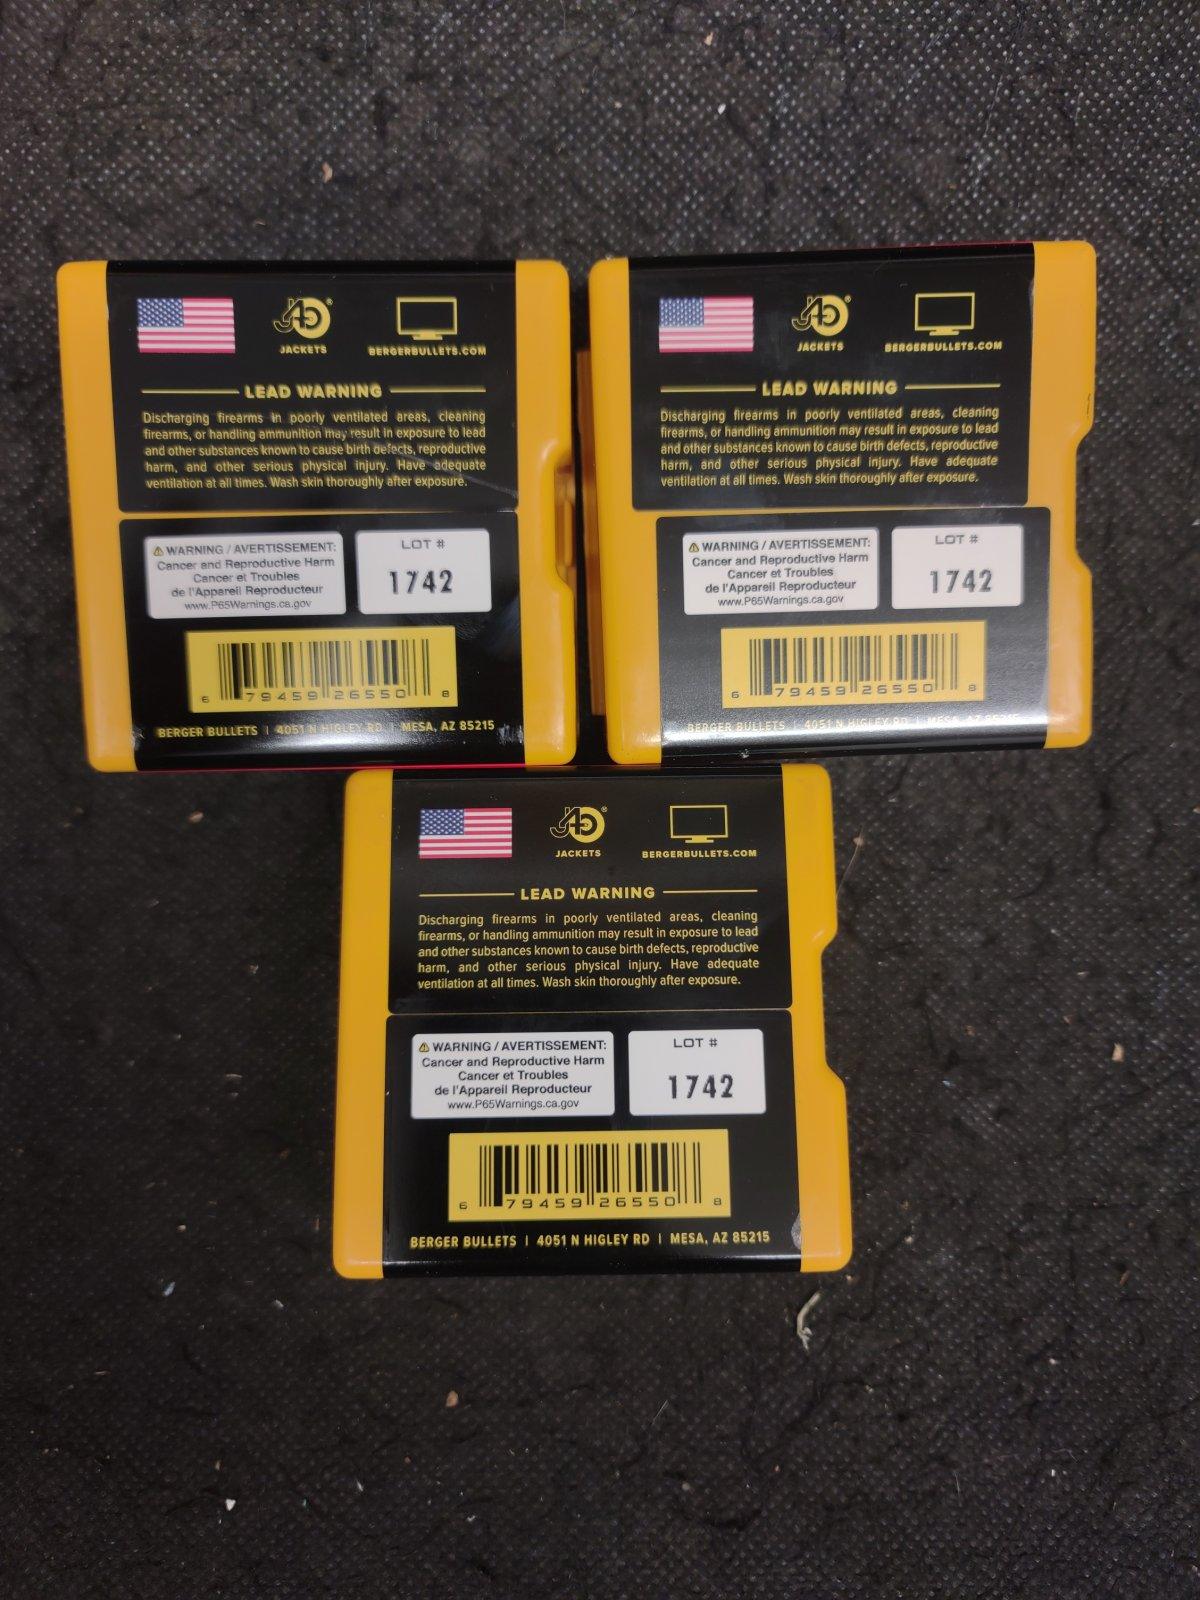 J4 ®
JACKETS
BERGERBULLETS.COM
LEAD WARNING
Discharging firearms in poorly ventilated areas, cleaning
firearms, or handling ammunition may result in exposure to lead
and other substances known to cause birth defects, reproductive
harm, and other serious physical injury. Have adequate
ventilation at all times. Wash skin thoroughly after exposure.
WARNING / AVERTISSEMENT:
Cancer and Reproductive Harm
Cancer et Troubles
de l'Appareil Reproducteur
www.P65Warnings.ca.gov
LOT #
1742
6 79459 26550 8
BERGER BULLETS | 4051 N HIGLEY RD | MESA, AZ 85215
J4 ®
JACKETS
BERGERBULLETS.COM
LEAD WARNING
Discharging firearms in poorly ventilated areas, cleaning
firearms, or handling ammunition may result in exposure to lead
and other substances known to cause birth defects, reproductive
harm, and other serious physical injury. Have adequate
ventilation at all times. Wash skin thoroughly after exposure.
WARNING / AVERTISSEMENT:
Cancer and Reproductive Harm
Cancer et Troubles
de l'Appareil Reproducteur
www.P65Warnings.ca.gov
LOT #
1742
6 79459 26550 8
BERGER BULLETS | 4051 N HIGLEY RD | MESA, AZ 85215
J4 ®
JACKETS
BERGERBULLETS.COM
LEAD WARNING
Discharging firearms in poorly ventilated areas, cleaning
firearms, or handling ammunition may result in exposure to lead
and other substances known to cause birth defects, reproductive
harm, and other serious physical injury. Have adequate
ventilation at all times. Wash skin thoroughly after exposure.
WARNING / AVERTISSEMENT:
Cancer and Reproductive Harm
Cancer et Troubles
de l'Appareil Reproducteur
www.P65Warnings.ca.gov
LOT #
1742
6 79459 26550 8
BERGER BULLETS | 4051 N HIGLEY RD | MESA, AZ 85215